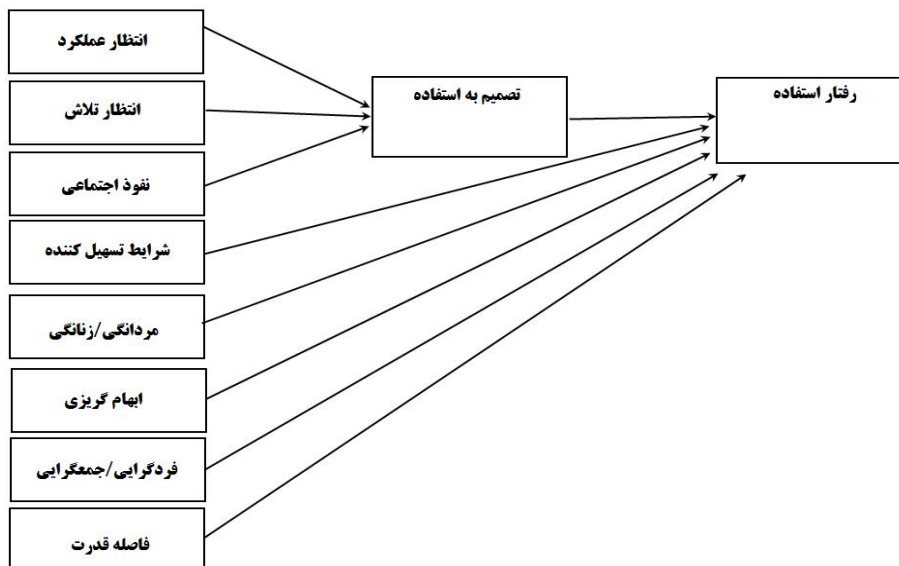 انتظار عملکرد
انتظار تلاش
نفوذ اجتماعی
شرایط تسهیل کننده
مردانگی/زنانگی
ابهام گریزی
فردگرایی/جمعگرایی
فاصله قدرت
تصمیم به استفاده
رفتار استفاده